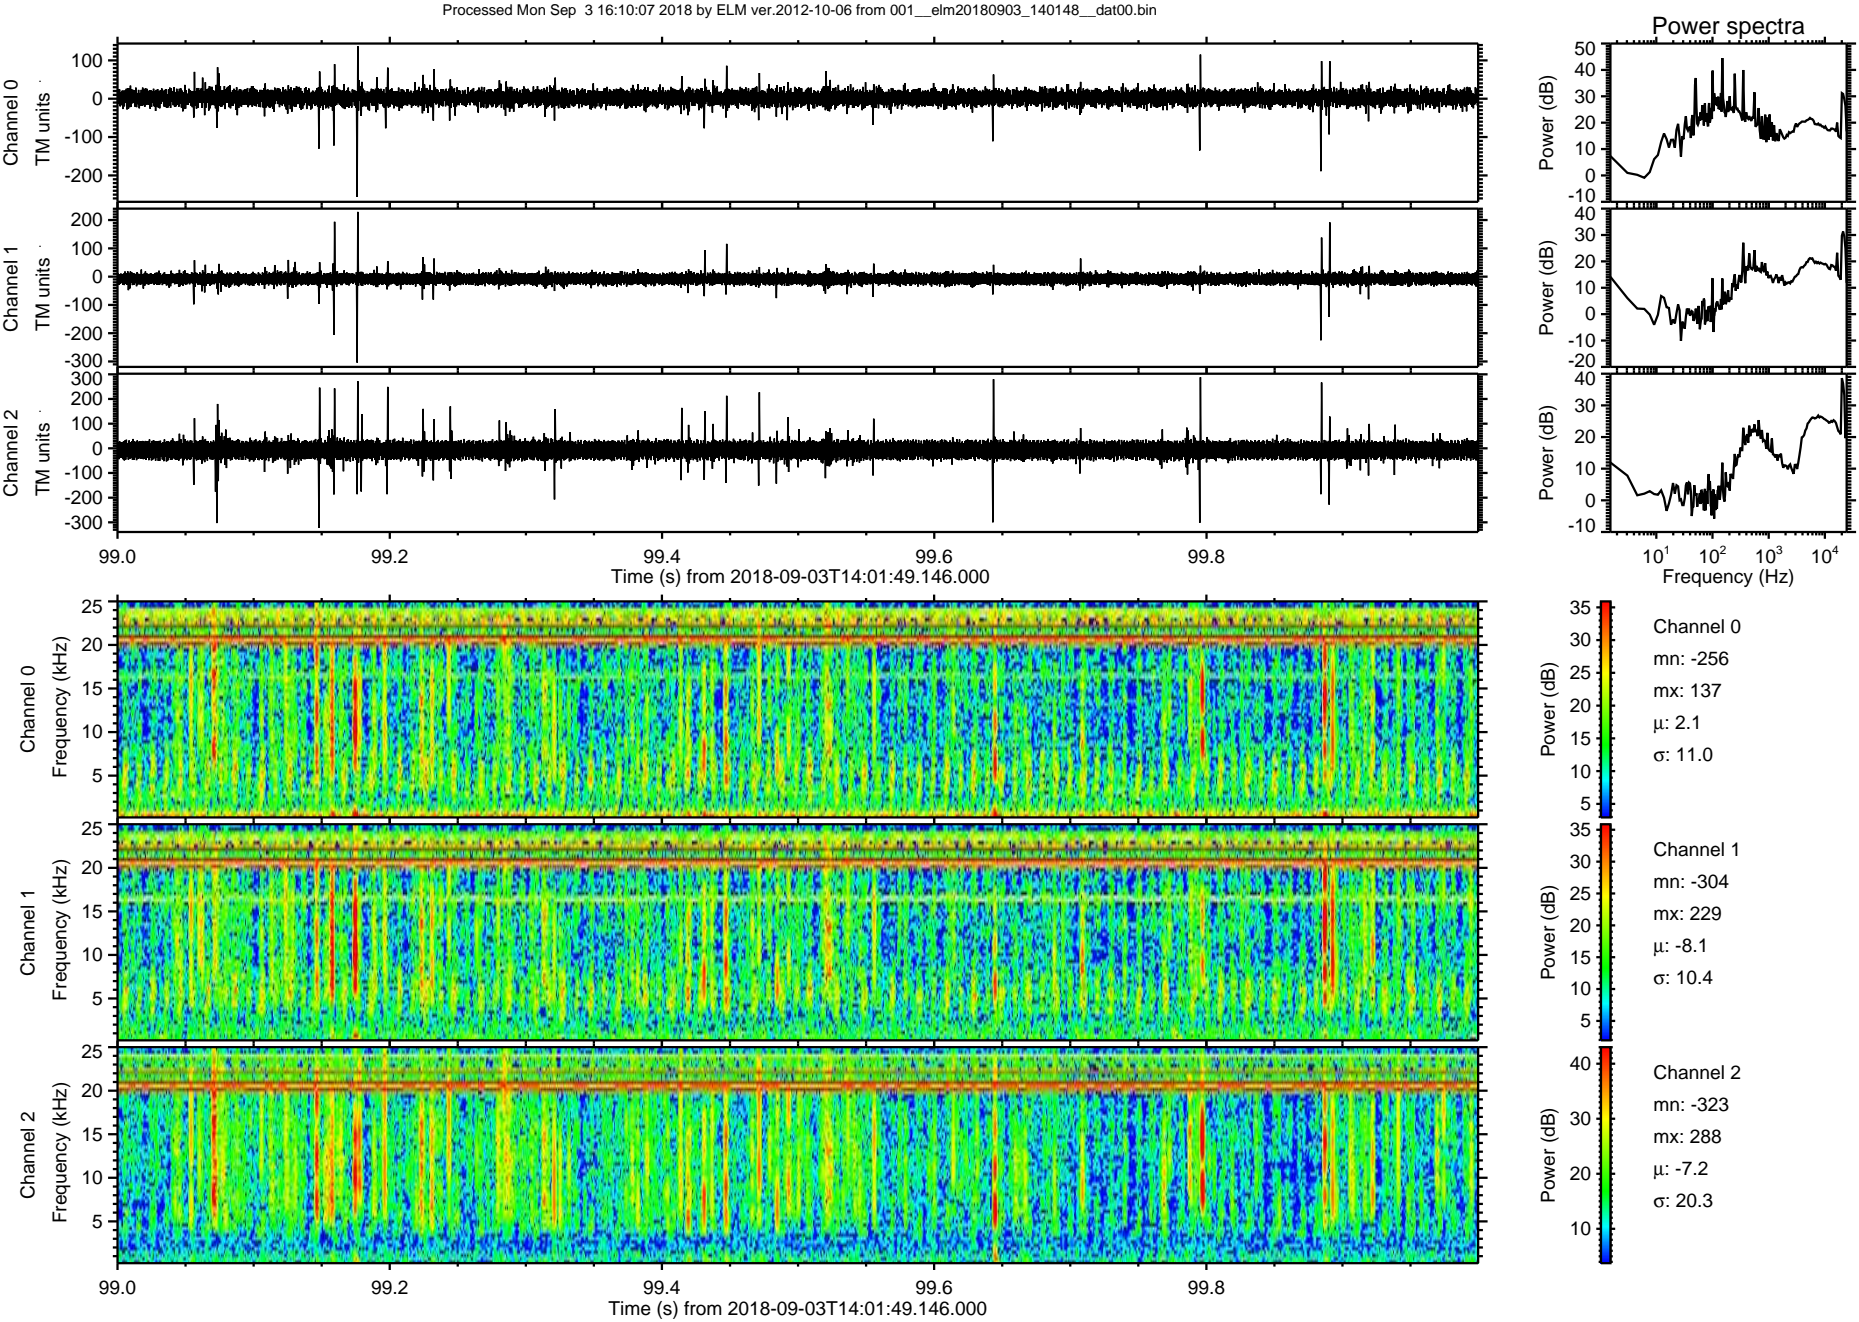 Processed Mon Sep  3 16:10:07 2018 by ELM ver.2012-10-06 from 001__elm20180903_140148__dat00.bin
Power spectra
Channel 0
TM units
100
0
-100
-200
Power (dB)
50
40
30
20
10
0
-10
Channel 1
TM units
200
100
0
-100
-200
-300
Power (dB)
40
30
20
10
0
-10
-20
Channel 2
TM units
300
200
100
0
-100
-200
-300
Power (dB)
40
30
20
10
0
-10
99.0 99.2 99.4 99.6 99.8
Time (s) from 2018-09-03T14:01:49.146.000
10¹ 10² 10³ 10⁴
Frequency (Hz)
Channel 0
Frequency (kHz)
25
20
15
10
5
Power (dB)
35
30
25
20
15
10
5
Channel 0
mn: -256
mx: 137
μ: 2.1
σ: 11.0
Channel 1
Frequency (kHz)
25
20
15
10
5
Power (dB)
35
30
25
20
15
10
5
Channel 1
mn: -304
mx: 229
μ: -8.1
σ: 10.4
Channel 2
Frequency (kHz)
25
20
15
10
5
Power (dB)
40
30
20
10
Channel 2
mn: -323
mx: 288
μ: -7.2
σ: 20.3
99.0 99.2 99.4 99.6 99.8
Time (s) from 2018-09-03T14:01:49.146.000